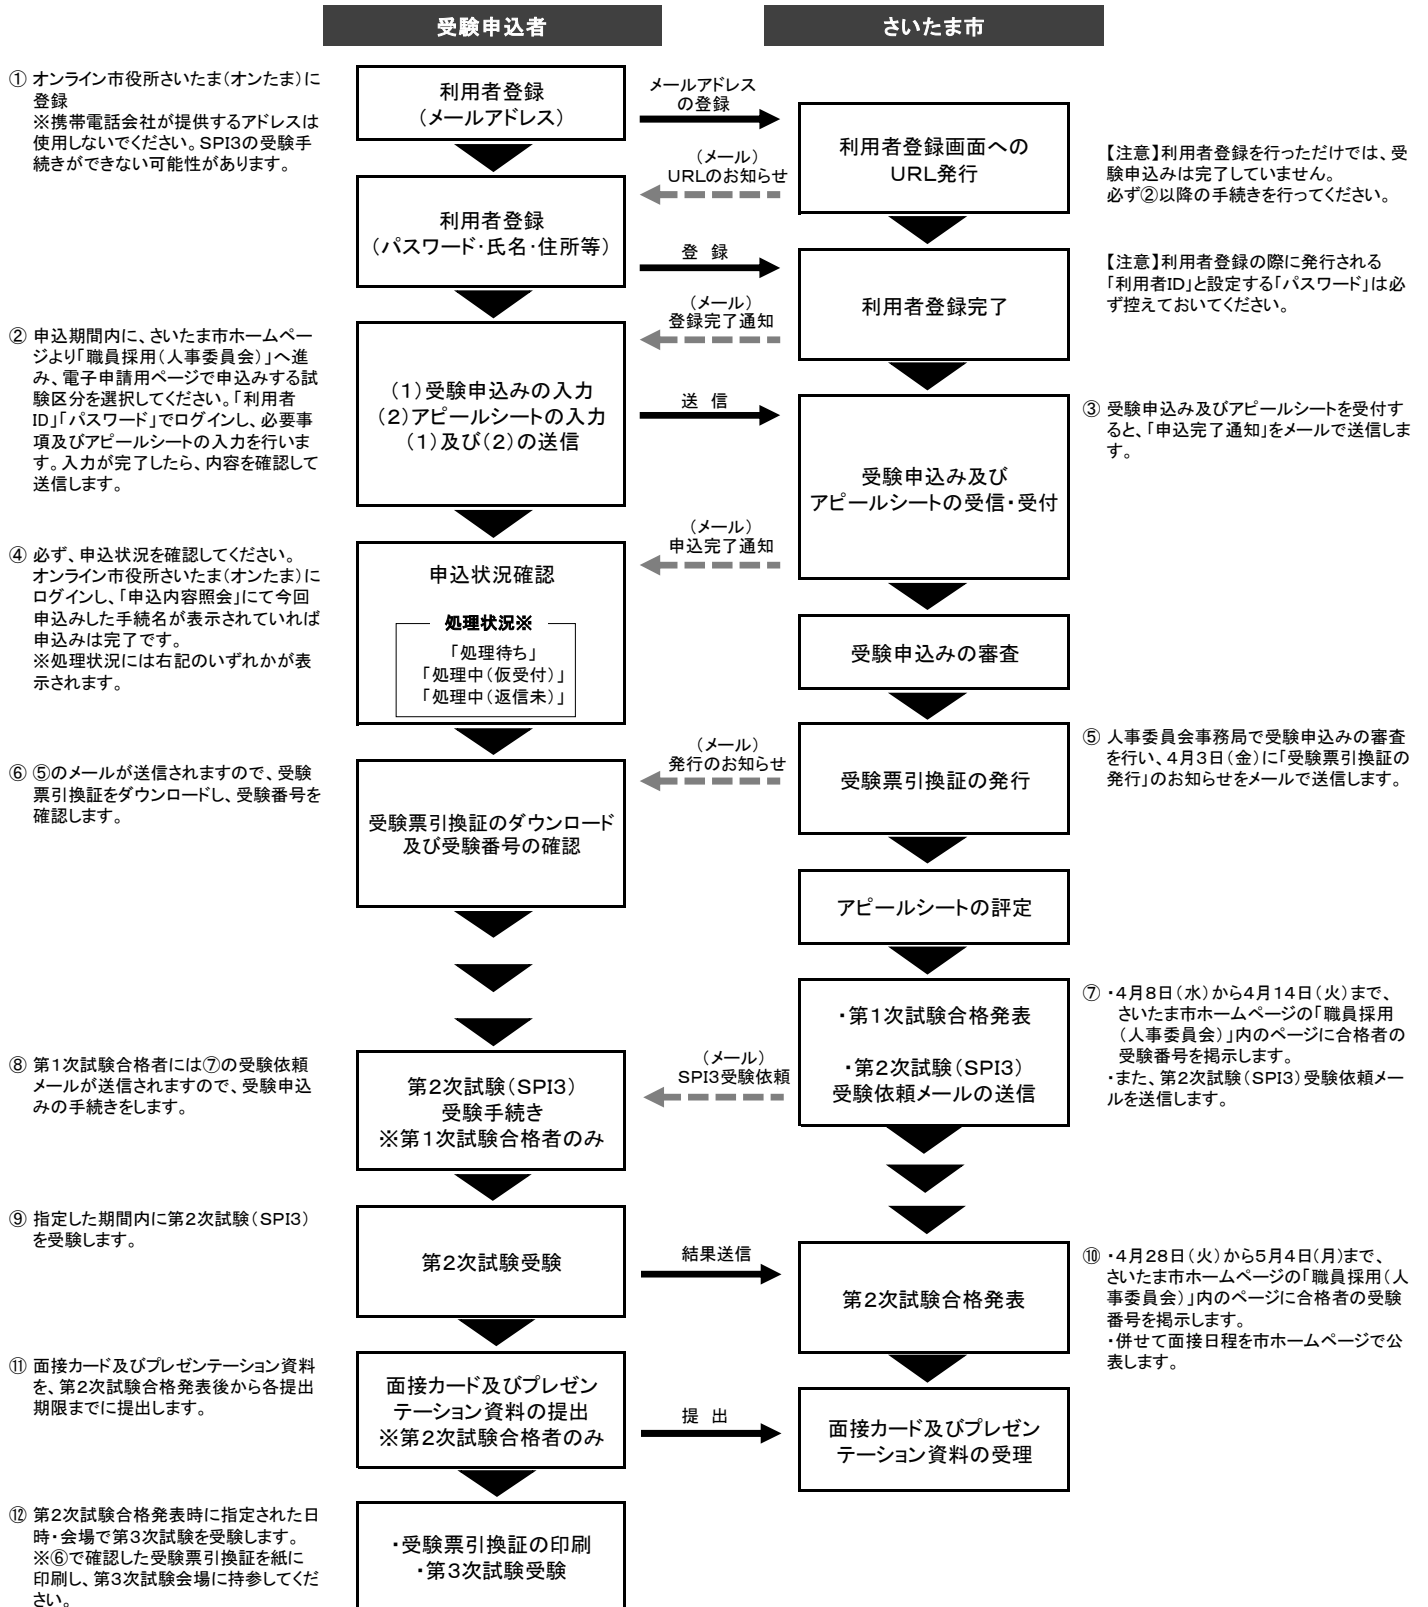 受験申込者
さいたま市
① オンライン市役所さいたま（オンたま）に
登録
※携帯電話会社が提供するアドレスは
使用しないでください。SPI3の受験手
続きができない可能性があります。
利用者登録
（メールアドレス）
メールアドレス
の登録
利用者登録画面への
URL発行
（メール）
URLのお知らせ
【注意】利用者登録を行っただけでは、受
験申込みは完了していません。
必ず②以降の手続きを行ってください。
利用者登録
（パスワード・氏名・住所等）
登 録
利用者登録完了
【注意】利用者登録の際に発行される
「利用者ID」と設定する「パスワード」は必
ず控えておいてください。
（メール）
登録完了通知
② 申込期間内に、さいたま市ホームペー
ジより「職員採用（人事委員会）」へ進
み、電子申請用ページで申込みする試
験区分を選択してください。「利用者
ID」「パスワード」でログインし、必要事
項及びアピールシートの入力を行いま
す。入力が完了したら、内容を確認して
送信します。
（1）受験申込みの入力
（2）アピールシートの入力
（1）及び（2）の送信
送 信
受験申込み及び
アピールシートの受信・受付
③ 受験申込み及びアピールシートを受付す
ると、「申込完了通知」をメールで送信しま
す。
（メール）
申込完了通知
④ 必ず、申込状況を確認してください。
オンライン市役所さいたま（オンたま）に
ログインし、「申込内容照会」にて今回
申込みした手続名が表示されていれば
申込みは完了です。
※処理状況には右記のいずれかが表
示されます。
申込状況確認
処理状況※
「処理待ち」
「処理中（仮受付）」
「処理中（返信未）」
受験申込みの審査
受験票引換証の発行
⑤ 人事委員会事務局で受験申込みの審査
を行い、4月3日（金）に「受験票引換証の
発行」のお知らせをメールで送信します。
（メール）
発行のお知らせ
⑥ ⑤のメールが送信されますので、受験
票引換証をダウンロードし、受験番号を
確認します。
受験票引換証のダウンロード
及び受験番号の確認
アピールシートの評定
・第1次試験合格発表
・第2次試験（SPI3）
受験依頼メールの送信
⑦ ・4月8日（水）から4月14日（火）まで、
さいたま市ホームページの「職員採用
（人事委員会）」内のページに合格者の
受験番号を掲示します。
・また、第2次試験（SPI3）受験依頼メー
ルを送信します。
（メール）
SPI3受験依頼
⑧ 第1次試験合格者には⑦の受験依頼
メールが送信されますので、受験申込
みの手続きをします。
第2次試験（SPI3）
受験手続き
※第1次試験合格者のみ
⑨ 指定した期間内に第2次試験（SPI3）
を受験します。
第2次試験受験
結果送信
第2次試験合格発表
⑩ ・4月28日（火）から5月4日（月）まで、
さいたま市ホームページの「職員採用（人
事委員会）」内のページに合格者の受験
番号を掲示します。
・併せて面接日程を市ホームページで公
表します。
⑪ 面接カード及びプレゼンテーション資料
を、第2次試験合格発表後から各提出
期限までに提出します。
面接カード及びプレゼン
テーション資料の提出
※第2次試験合格者のみ
提 出
面接カード及びプレゼン
テーション資料の受理
⑫ 第2次試験合格発表時に指定された日
時・会場で第3次試験を受験します。
※⑥で確認した受験票引換証を紙に
印刷し、第3次試験会場に持参してくだ
さい。
・受験票引換証の印刷
・第3次試験受験